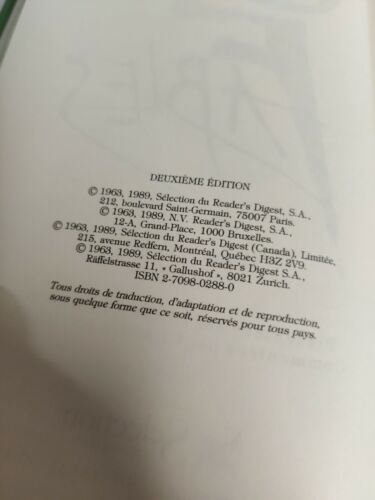 DEUXIÈME ÉDITION
© 1963, 1989, Sélection du Reader's Digest, S.A.,
212, boulevard Saint-Germain, 75007 Paris.
© 1963, 1989, N.V. Reader's Digest, S.A.,
12-A, Grand-Place, 1000 Bruxelles.
© 1963, 1989, Sélection du Reader's Digest (Canada), Limitée,
215, avenue Redfern, Montréal, Québec H3Z 2V9.
© 1963, 1989, Sélection du Reader's Digest S.A.,
Räffelstrasse 11, « Gallushof », 8021 Zurich.
ISBN 2-7098-0288-0
Tous droits de traduction, d'adaptation et de reproduction,
sous quelque forme que ce soit, réservés pour tous pays.